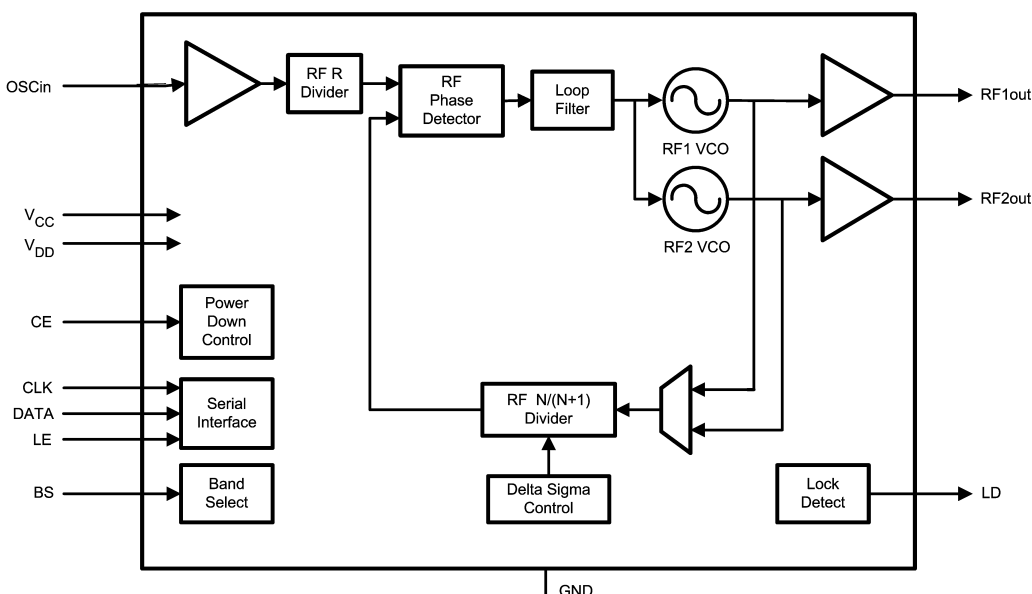 OSCin
RF R
Divider
RF
Phase
Detector
Loop
Filter
RF1 VCO
RF1out
RF2 VCO
RF2out
VCC
VDD
CE
Power
Down
Control
CLK
DATA
LE
Serial
Interface
RF N/(N+1)
Divider
BS
Band
Select
Delta Sigma
Control
Lock
Detect
LD
GND